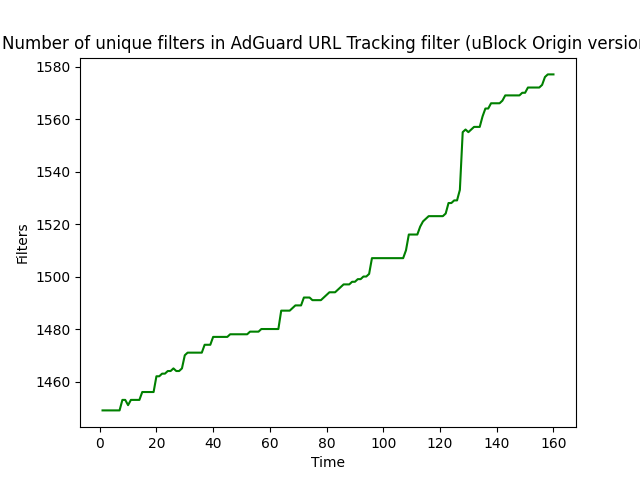 Number of unique filters in AdGuard URL Tracking filter (uBlock Origin version
1580
1560
1540
1520
1500
1480
1460
Filters
0 20 40 60 80 100 120 140 160
Time